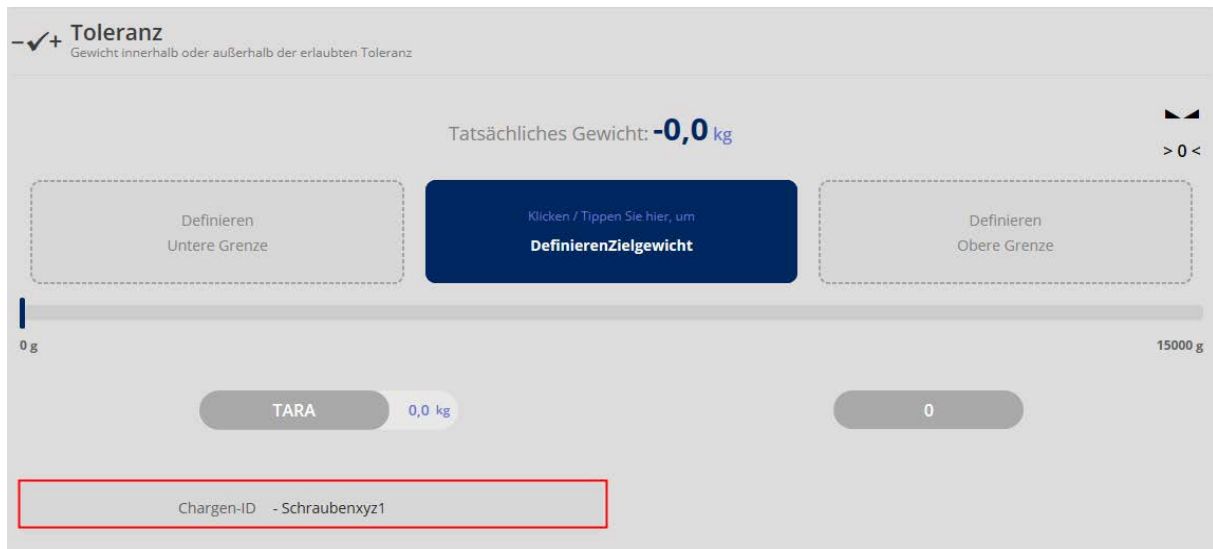 Toleranz
Gewicht innerhalb oder außerhalb der erlaubten Toleranz
Tatsächliches Gewicht: -0,0 kg
> 0 <
Definieren
Untere Grenze
Klicken / Tippen Sie hier, um
DefinierenZielgewicht
Definieren
Obere Grenze
0 g
15000 g
TARA
0,0 kg
0
Chargen-ID - Schraubenxyz1